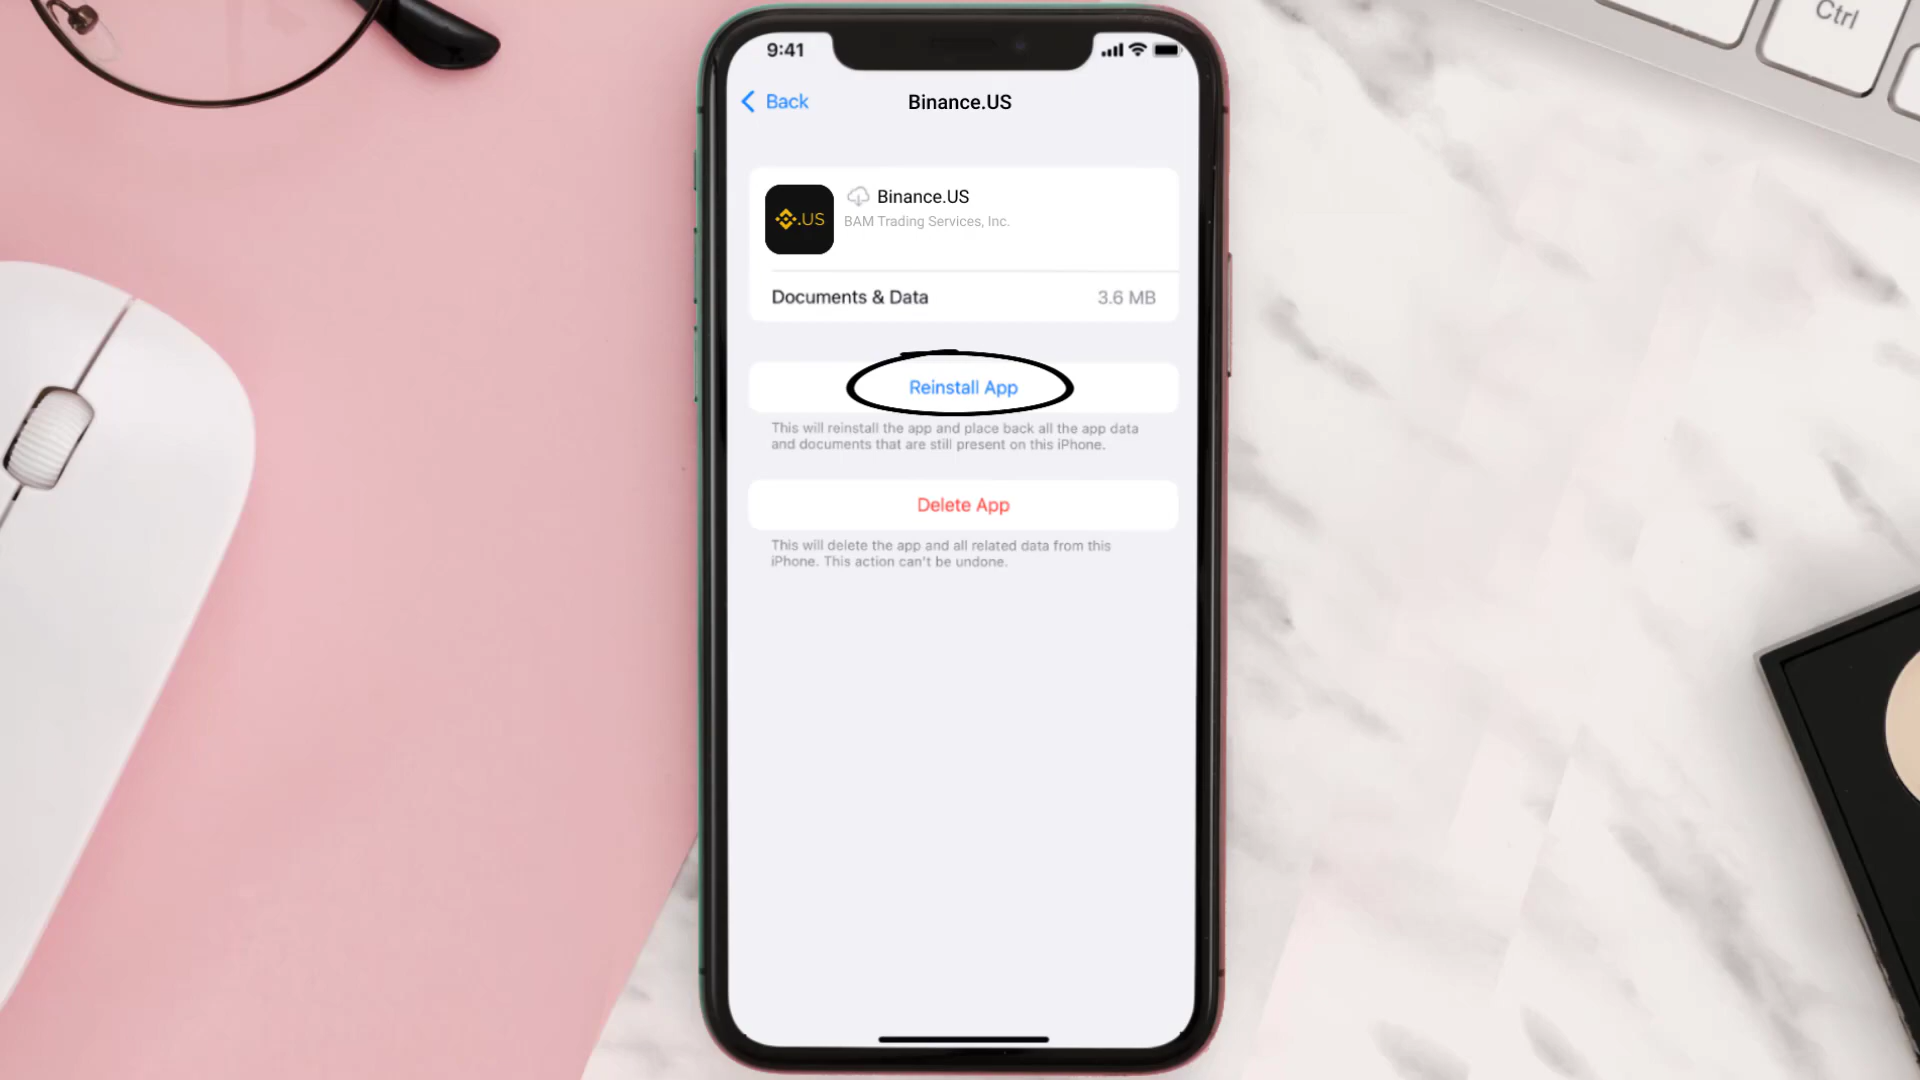 Ctrl
9:41
Back
Binance.US
.US
Binance.US
BAM Trading Services, Inc.
Documents & Data 3.6 MB
Reinstall App
This will reinstall the app and place back all the app data
and documents that are still present on this iPhone.
Delete App
This will delete the app and all related data from this
iPhone. This action can't be undone.